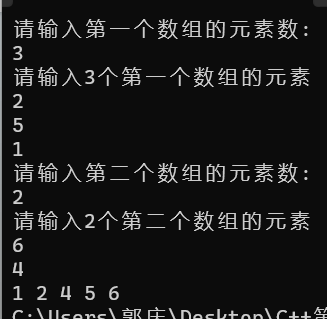 请输入第一个数组的元素数:
3
请输入3个第一个数组的元素
2
5
1
请输入第二个数组的元素数:
2
请输入2个第二个数组的元素
6
4
1 2 4 5 6
C:\Users\郭庄\Desktop\C++第